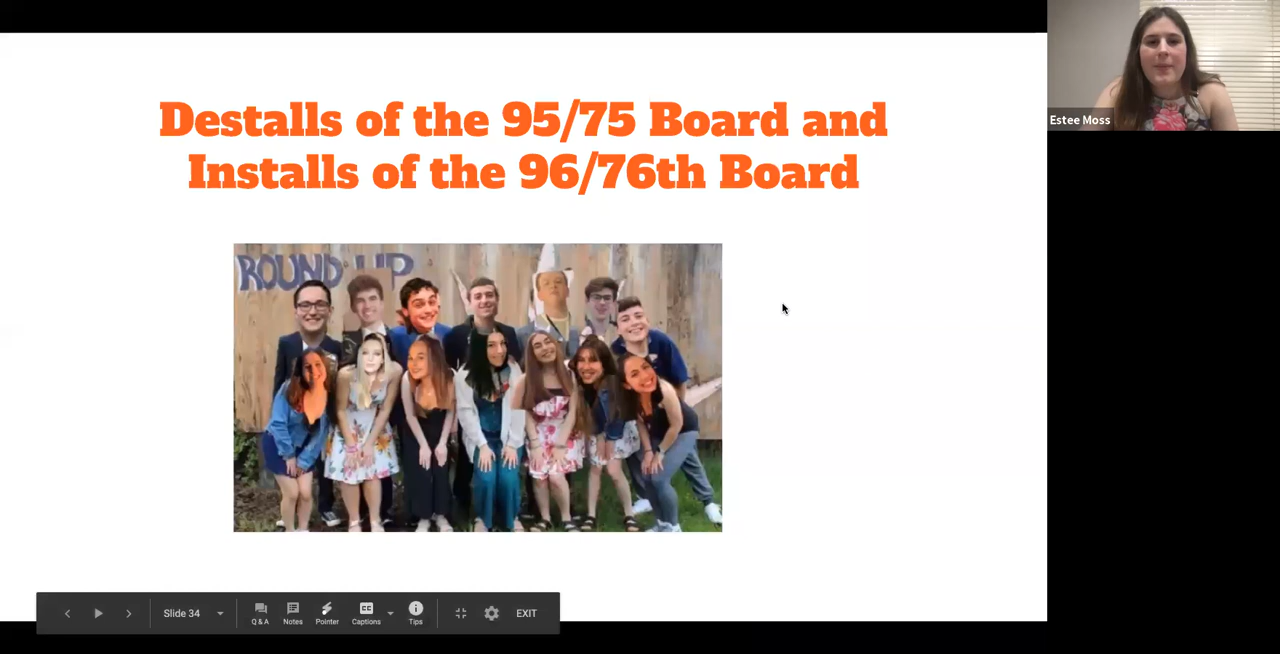 Destalls of the 95/75 Board and
Installs of the 96/76th Board
ROUND UP
Estee Moss
Slide 34
Q & A
Notes
Pointer
Captions
Tips
EXIT